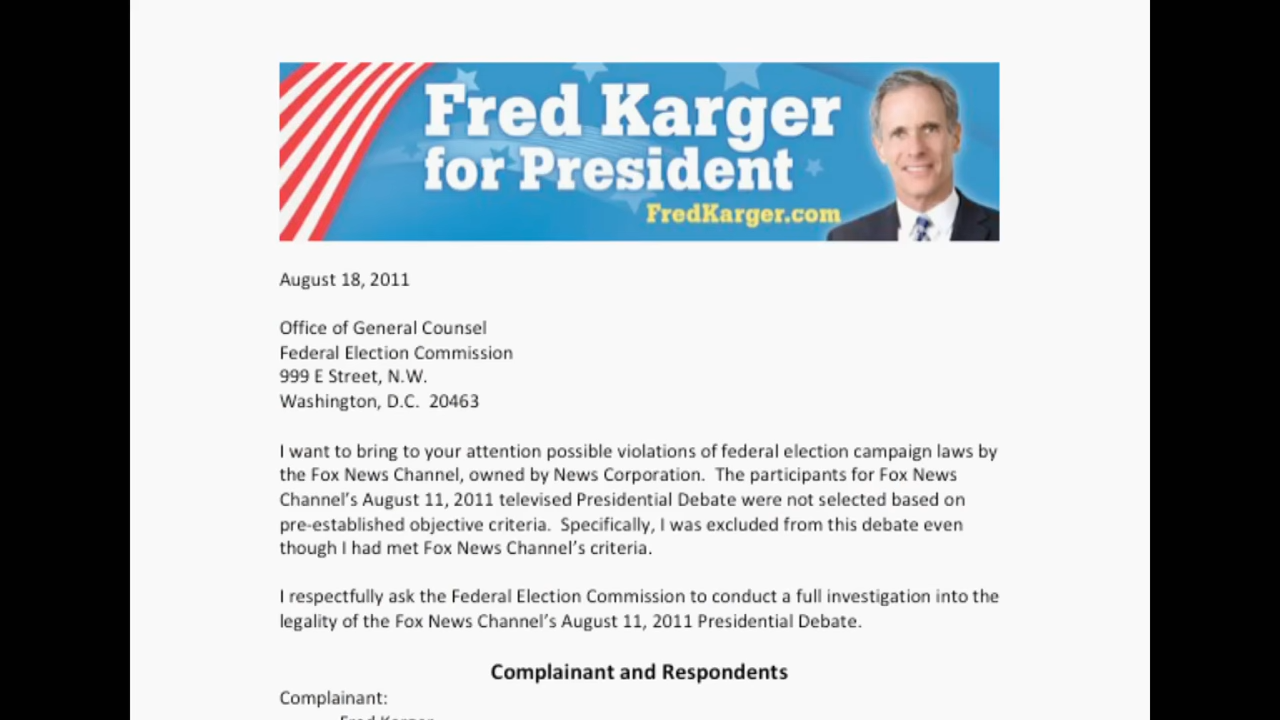 Fred Karger
for President
FredKarger.com
August 18, 2011
Office of General Counsel
Federal Election Commission
999 E Street, N.W.
Washington, D.C.  20463
I want to bring to your attention possible violations of federal election campaign laws by
the Fox News Channel, owned by News Corporation.  The participants for Fox News
Channel’s August 11, 2011 televised Presidential Debate were not selected based on
pre-established objective criteria.  Specifically, I was excluded from this debate even
though I had met Fox News Channel’s criteria.
I respectfully ask the Federal Election Commission to conduct a full investigation into the
legality of the Fox News Channel’s August 11, 2011 Presidential Debate.
Complainant and Respondents
Complainant:
Fred Karger